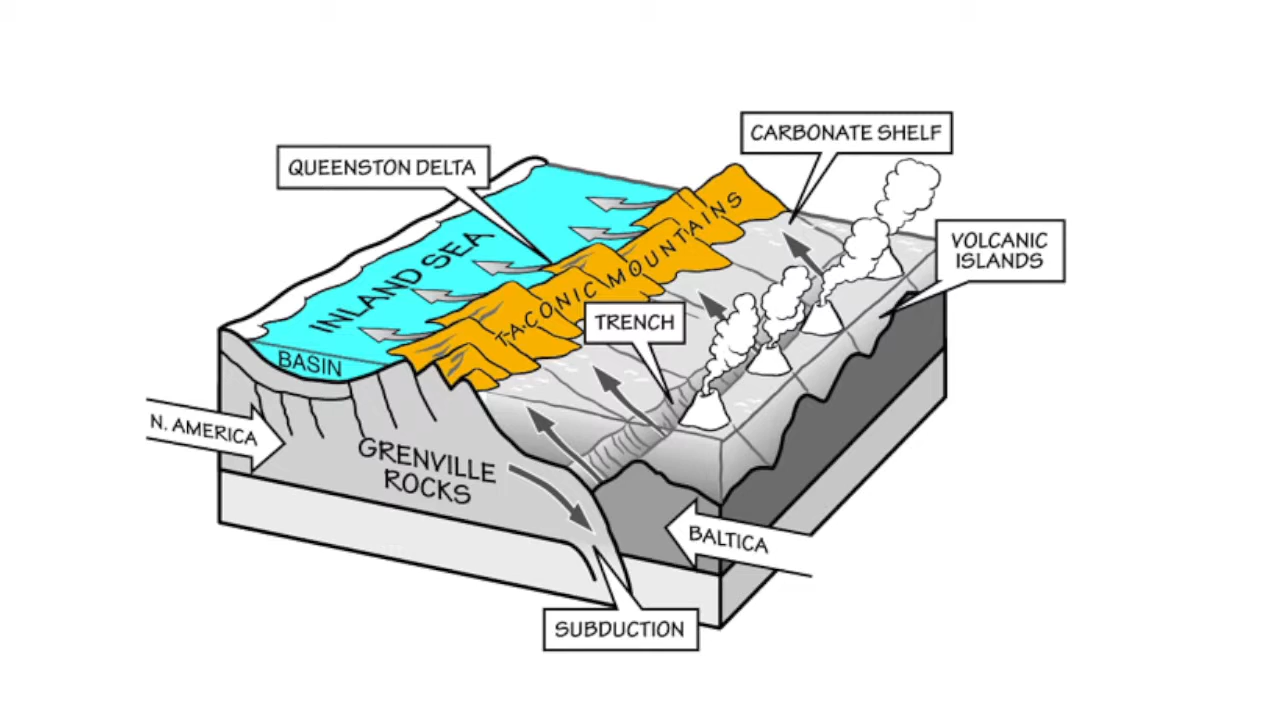 CARBONATE SHELF
QUEENSTON DELTA
VOLCANIC
ISLANDS
INLAND SEA
TACONIC MOUNTAINS
TRENCH
BASIN
N. AMERICA
GRENVILLE
ROCKS
BALTICA
SUBDUCTION